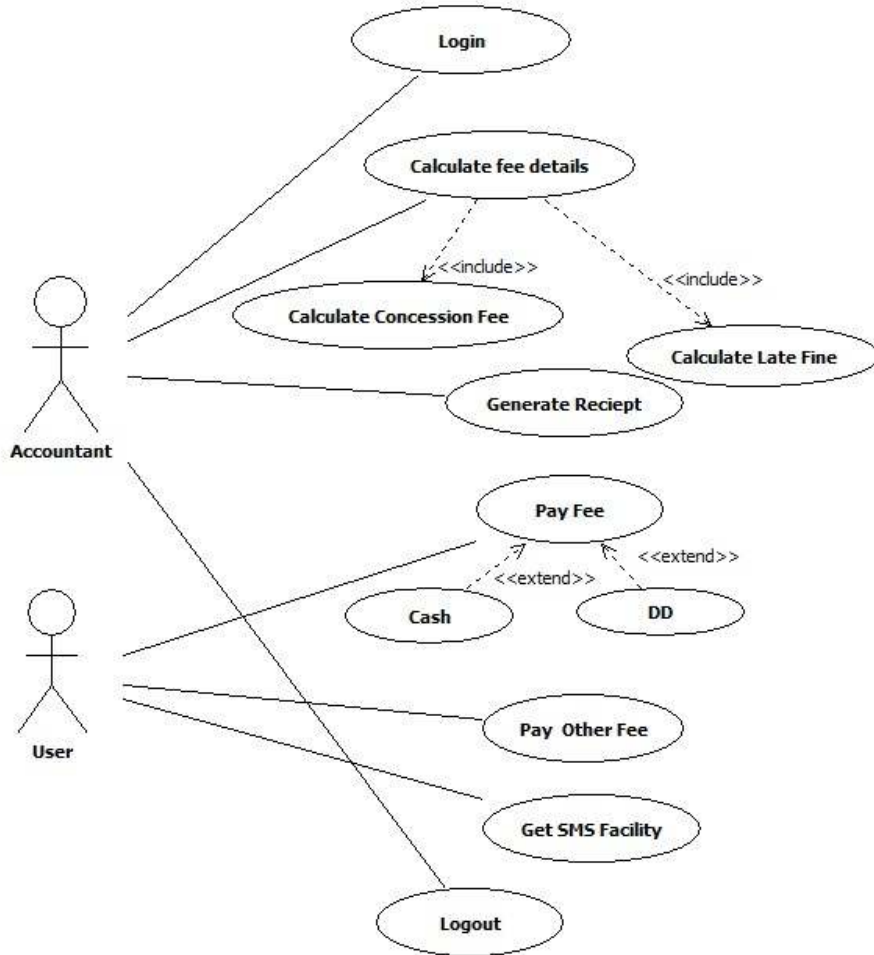 Login
Calculate fee details
<<include>>
<<include>>
Calculate Concession Fee
Calculate Late Fine
Generate Reciept
Accountant
Pay Fee
<<extend>>
<<extend>>
Cash
DD
Pay Other Fee
User
Get SMS Facility
Logout